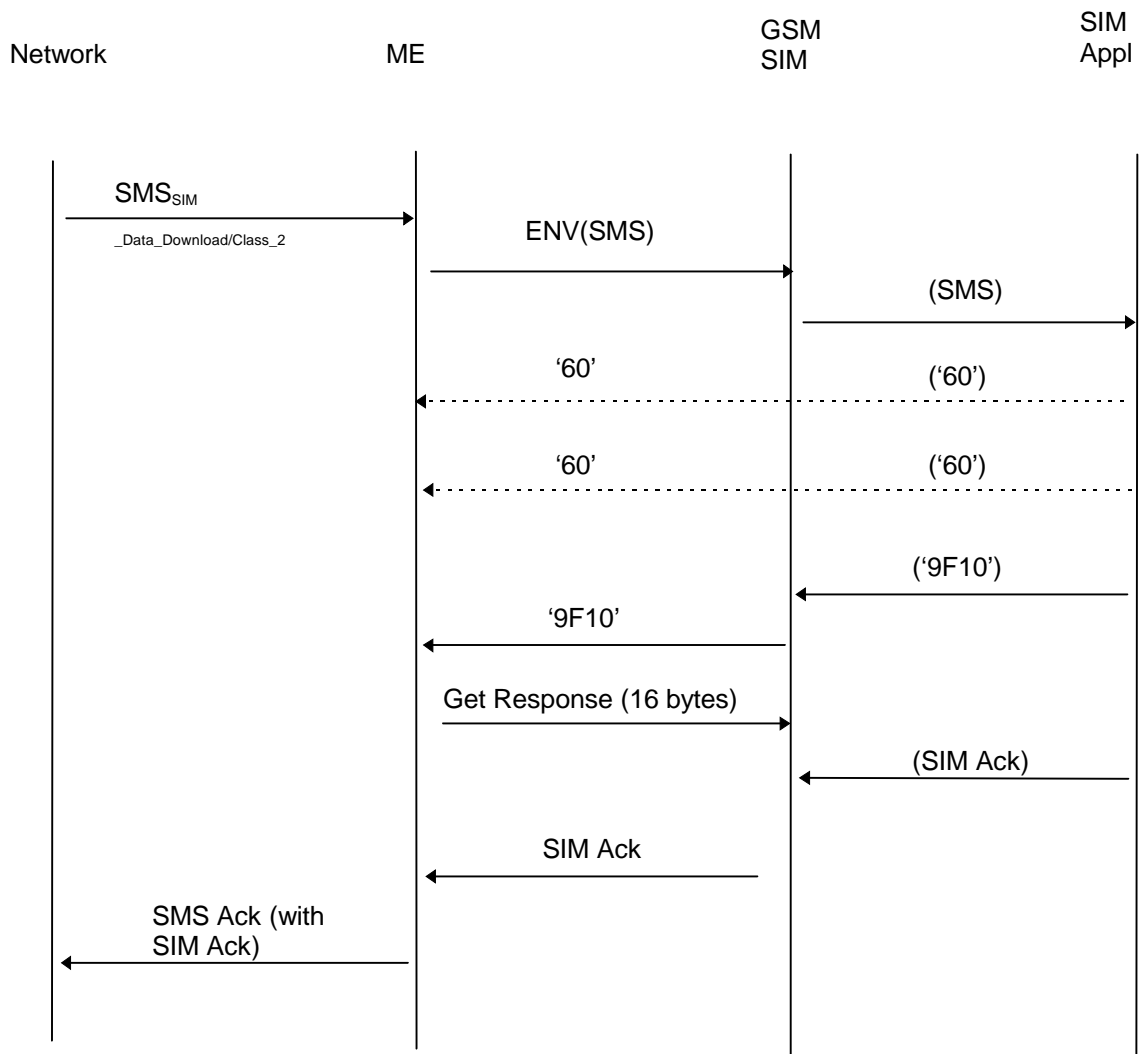 Network
ME
GSM
SIM
SIM
Appl
SMSSIM
_Data_Download/Class_2
ENV(SMS)
(SMS)
‘60’
(‘60’)
‘60’
(‘60’)
(‘9F10’)
‘9F10’
Get Response (16 bytes)
(SIM Ack)
SIM Ack
SMS Ack (with
SIM Ack)